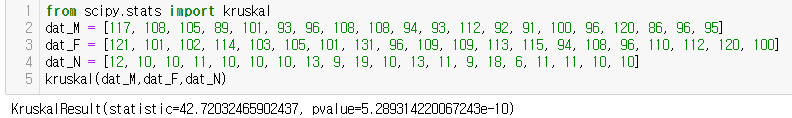 1 from scipy.stats import kruskal
2 dat_M = [117, 108, 105, 89, 101, 93, 96, 108, 108, 94, 93, 112, 92, 91, 100, 96, 120, 86, 96, 95]
3 dat_F = [121, 101, 102, 114, 103, 105, 101, 131, 96, 109, 109, 113, 115, 94, 108, 96, 110, 112, 120, 100]
4 dat_N = [12, 10, 10, 11, 10, 10, 10, 13, 9, 19, 10, 13, 11, 9, 18, 6, 11, 11, 10, 10]
5 kruskal(dat_M,dat_F,dat_N)
KruskalResult(statistic=42.72032465902437, pvalue=5.289314220067243e-10)